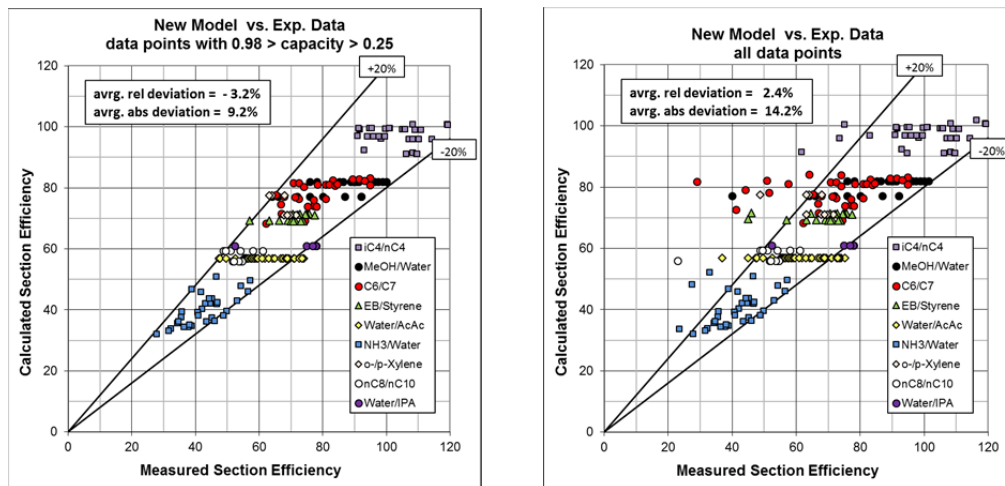 New Model vs. Exp. Data
data points with 0.98 > capacity > 0.25
120
100
80
60
40
20
0
Calculated Section Efficiency
avrg. rel deviation = - 3.2%
avrg. abs deviation = 9.2%
+20%
-20%
iC4/nC4
MeOH/Water
C6/C7
EB/Styrene
Water/AcAc
NH3/Water
o-/p-Xylene
nC8/nC10
Water/IPA
0 20 40 60 80 100 120
Measured Section Efficiency
New Model vs. Exp. Data
all data points
120
100
80
60
40
20
0
Calculated Section Efficiency
avrg. rel deviation = 2.4%
avrg. abs deviation = 14.2%
+20%
-20%
iC4/nC4
MeOH/Water
C6/C7
EB/Styrene
Water/AcAc
NH3/Water
o-/p-Xylene
nC8/nC10
Water/IPA
0 20 40 60 80 100 120
Measured Section Efficiency